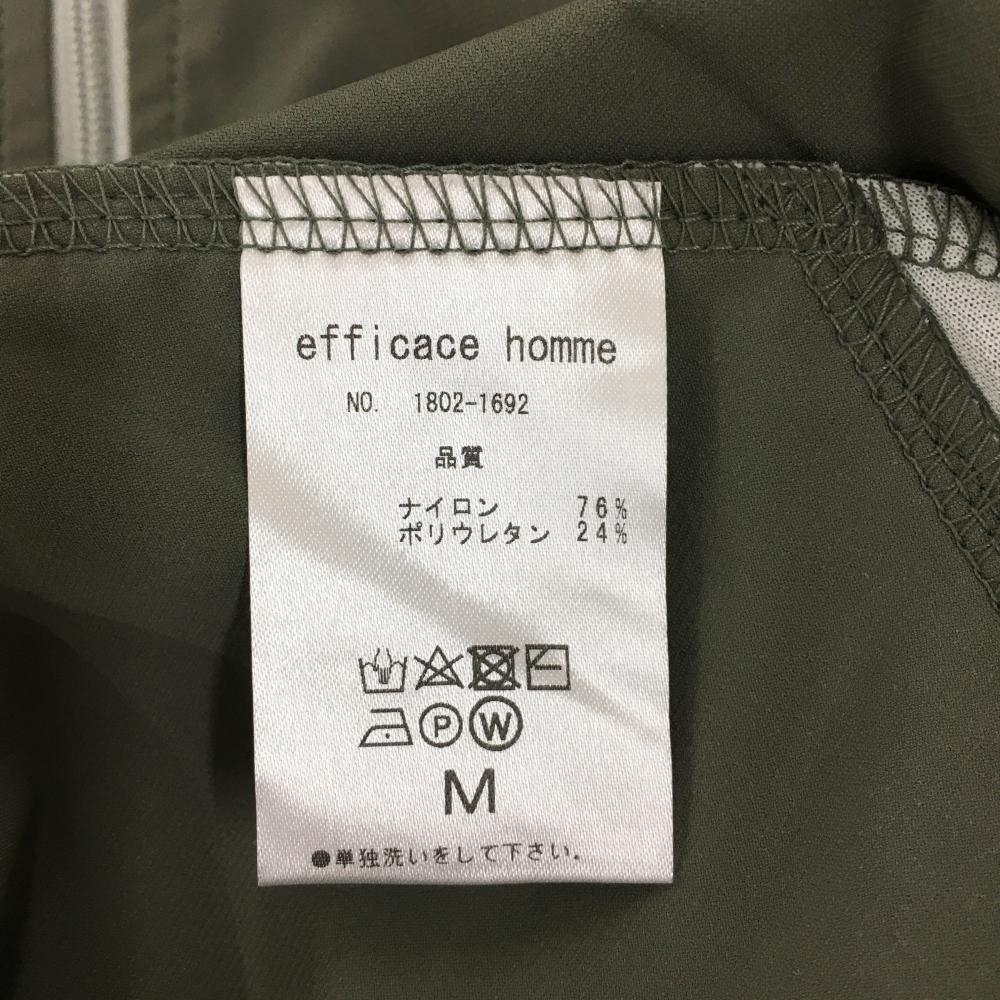 efficace homme
NO. 1802-1692
品質
ナイロン 76%
ポリウレタン 24%
P W
M
●単独洗いをして下さい。